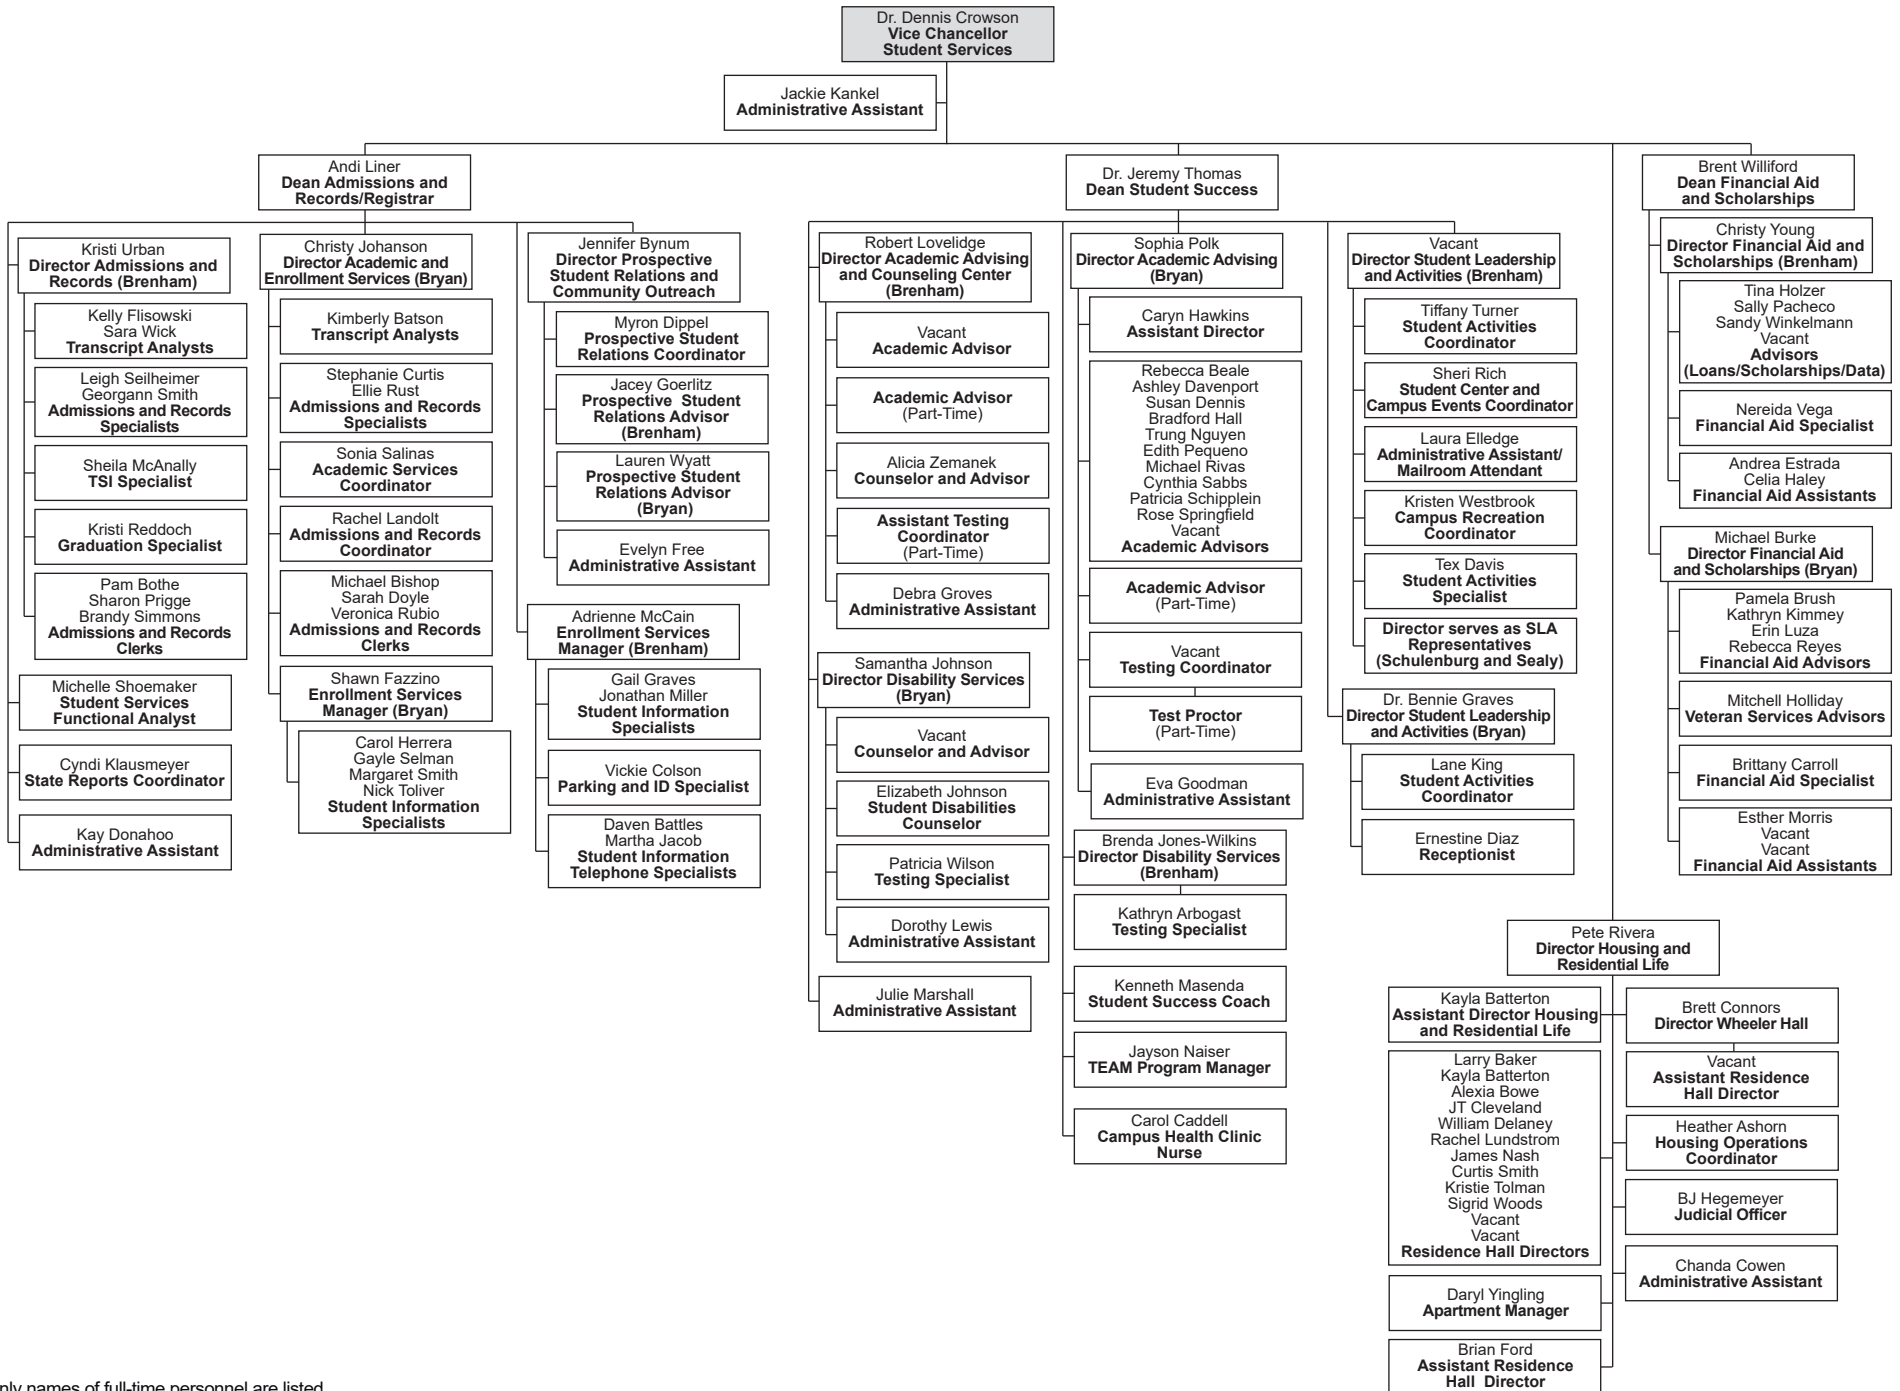 Dr. Dennis Crowson
Vice Chancellor
Student Services
Jackie Kankel
Administrative Assistant
Andi Liner
Dean Admissions and
Records/Registrar
Kristi Urban
Director Admissions and
Records (Brenham)
Kelly Flisowski
Sara Wick
Transcript Analysts
Leigh Seilheimer
Georgann Smith
Admissions and Records
Specialists
Sheila McAnally
TSI Specialist
Kristi Reddoch
Graduation Specialist
Pam Bothe
Sharon Prigge
Brandy Simmons
Admissions and Records
Clerks
Michelle Shoemaker
Student Services
Functional Analyst
Cyndi Klausmeyer
State Reports Coordinator
Kay Donahoo
Administrative Assistant
Christy Johanson
Director Academic and
Enrollment Services (Bryan)
Kimberly Batson
Transcript Analysts
Stephanie Curtis
Ellie Rust
Admissions and Records
Specialists
Sonia Salinas
Academic Services
Coordinator
Rachel Landolt
Admissions and Records
Coordinator
Michael Bishop
Sarah Doyle
Veronica Rubio
Admissions and Records
Clerks
Shawn Fazzino
Enrollment Services
Manager (Bryan)
Carol Herrera
Gayle Selman
Margaret Smith
Nick Toliver
Student Information
Specialists
Jennifer Bynum
Director Prospective
Student Relations and
Community Outreach
Myron Dippel
Prospective Student
Relations Coordinator
Jacey Goerlitz
Prospective Student
Relations Advisor
(Brenham)
Lauren Wyatt
Prospective Student
Relations Advisor
(Bryan)
Evelyn Free
Administrative Assistant
Adrienne McCain
Enrollment Services
Manager (Brenham)
Gail Graves
Jonathan Miller
Student Information
Specialists
Vickie Colson
Parking and ID Specialist
Daven Battles
Martha Jacob
Student Information
Telephone Specialists
Dr. Jeremy Thomas
Dean Student Success
Robert Lovelidge
Director Academic Advising
and Counseling Center
(Brenham)
Vacant
Academic Advisor
Academic Advisor
(Part-Time)
Alicia Zemanek
Counselor and Advisor
Assistant Testing
Coordinator
(Part-Time)
Debra Groves
Administrative Assistant
Samantha Johnson
Director Disability Services
(Bryan)
Vacant
Counselor and Advisor
Elizabeth Johnson
Student Disabilities
Counselor
Patricia Wilson
Testing Specialist
Dorothy Lewis
Administrative Assistant
Julie Marshall
Administrative Assistant
Sophia Polk
Director Academic Advising
(Bryan)
Caryn Hawkins
Assistant Director
Rebecca Beale
Ashley Davenport
Susan Dennis
Bradford Hall
Trung Nguyen
Edith Pequeno
Michael Rivas
Cynthia Sabbs
Patricia Schipplein
Rose Springfield
Vacant
Academic Advisors
Academic Advisor
(Part-Time)
Vacant
Testing Coordinator
Test Proctor
(Part-Time)
Eva Goodman
Administrative Assistant
Brenda Jones-Wilkins
Director Disability Services
(Brenham)
Kathryn Arbogast
Testing Specialist
Kenneth Masenda
Student Success Coach
Jayson Naiser
TEAM Program Manager
Carol Caddell
Campus Health Clinic
Nurse
Vacant
Director Student Leadership
and Activities (Brenham)
Tiffany Turner
Student Activities
Coordinator
Sheri Rich
Student Center and
Campus Events Coordinator
Laura Elledge
Administrative Assistant/
Mailroom Attendant
Kristen Westbrook
Campus Recreation
Coordinator
Tex Davis
Student Activities
Specialist
Director serves as SLA
Representatives
(Schulenburg and Sealy)
Dr. Bennie Graves
Director Student Leadership
and Activities (Bryan)
Lane King
Student Activities
Coordinator
Ernestine Diaz
Receptionist
Brent Williford
Dean Financial Aid
and Scholarships
Christy Young
Director Financial Aid and
Scholarships (Brenham)
Tina Holzer
Sally Pacheco
Sandy Winkelmann
Vacant
Advisors
(Loans/Scholarships/Data)
Nereida Vega
Financial Aid Specialist
Andrea Estrada
Celia Haley
Financial Aid Assistants
Michael Burke
Director Financial Aid
and Scholarships (Bryan)
Pamela Brush
Kathryn Kimmey
Erin Luza
Rebecca Reyes
Financial Aid Advisors
Mitchell Holliday
Veteran Services Advisors
Brittany Carroll
Financial Aid Specialist
Esther Morris
Vacant
Vacant
Financial Aid Assistants
Pete Rivera
Director Housing and
Residential Life
Kayla Batterton
Assistant Director Housing
and Residential Life
Larry Baker
Kayla Batterton
Alexia Bowe
JT Cleveland
William Delaney
Rachel Lundstrom
James Nash
Curtis Smith
Kristie Tolman
Sigrid Woods
Vacant
Vacant
Residence Hall Directors
Daryl Yingling
Apartment Manager
Brian Ford
Assistant Residence
Hall Director
Brett Connors
Director Wheeler Hall
Vacant
Assistant Residence
Hall Director
Heather Ashorn
Housing Operations
Coordinator
BJ Hegemeyer
Judicial Officer
Chanda Cowen
Administrative Assistant
names of full-time personnel are listed